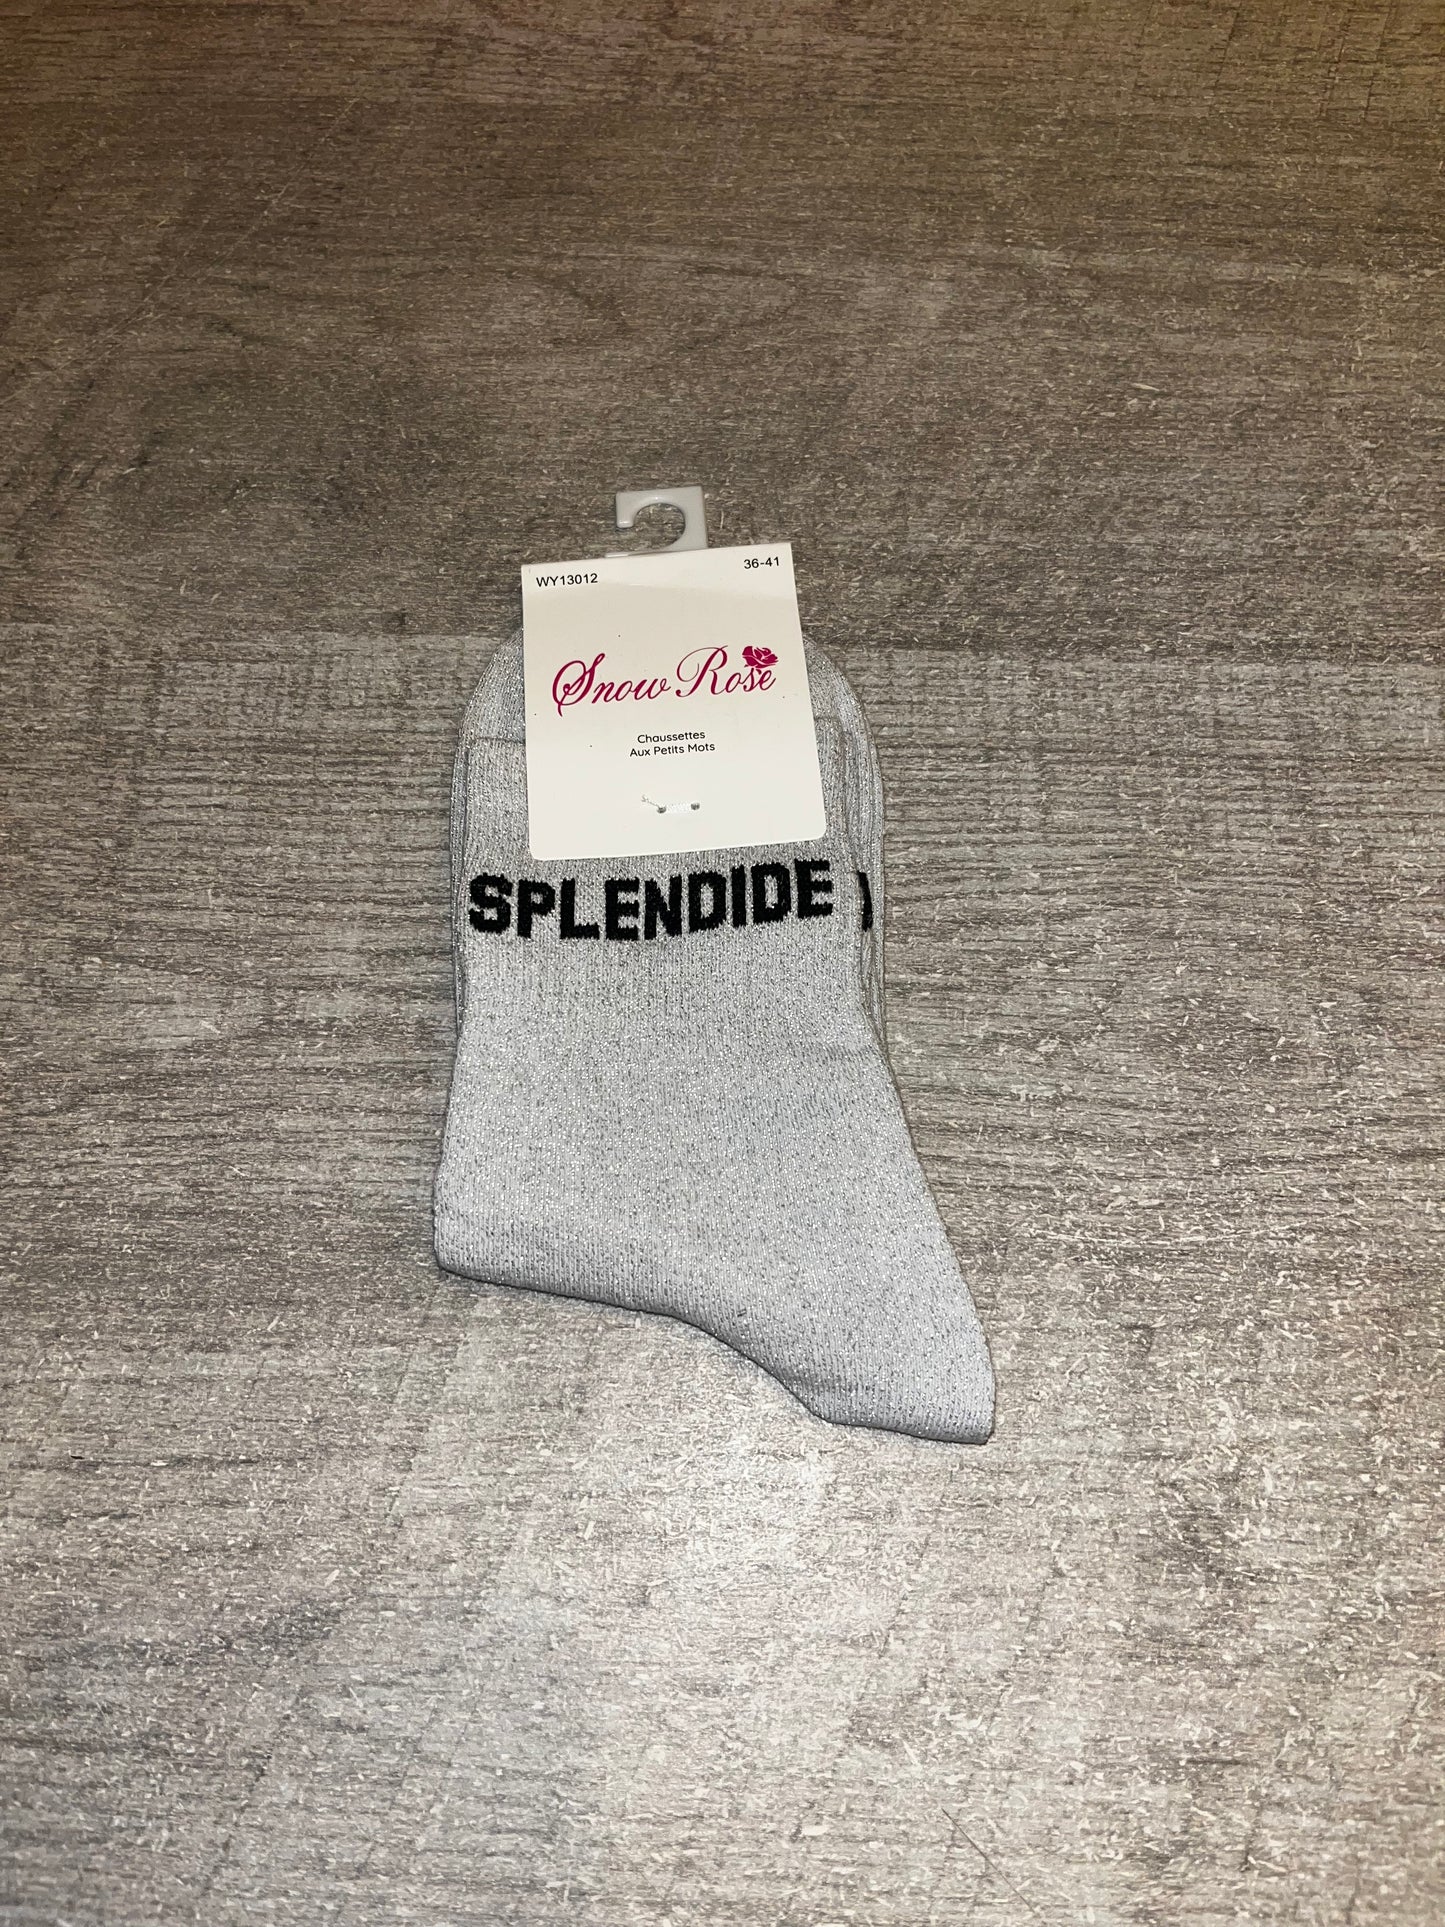 WY13012 36-41
Snow Rose
Chaussettes
Aux Petits Mots
SPLENDIDE